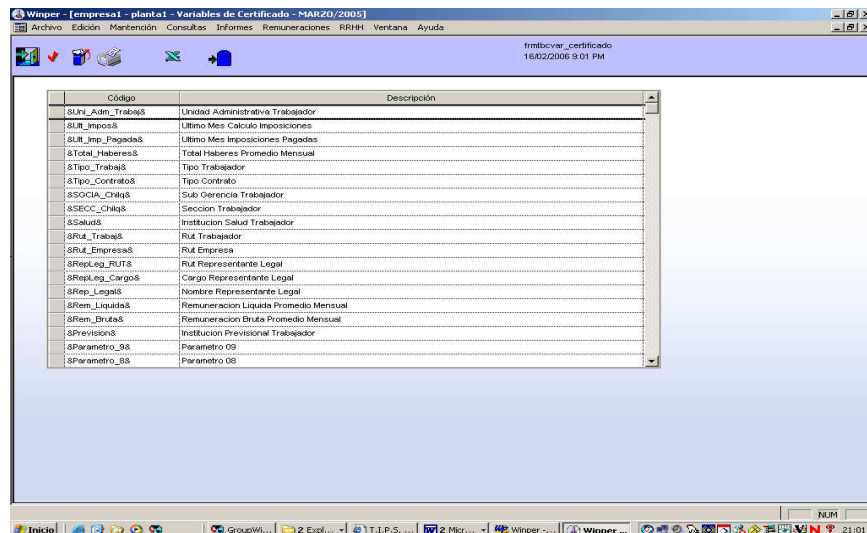 Winper - [empresa1 - planta1 - Variables de Certificado - MARZO/2005]
Archivo Edición Mantención Consultas Informes Remuneraciones RRHH Ventana Ayuda
frmtbcvar_certificado
16/02/2006 9:01 PM
Código Descripción
&Uni_Adm_Trabaj& Unidad Administrativa Trabajador
&Ult_Impos& Ultimo Mes Calculo Imposiciones
&Ult_Imp_Pagada& Ultimo Mes Imposiciones Pagadas
&Total_Haberes& Total Haberes Promedio Mensual
&Tipo_Trabaj& Tipo Trabajador
&Tipo_Contrato& Tipo Contrato
&SGCIA_Chilq& Sub Gerencia Trabajador
&SECC_Chilq& Seccion Trabajador
&Salud& Institucion Salud Trabajador
&Rut_Trabaj& Rut Trabajador
&Rut_Empresa& Rut Empresa
&RepLeg_RUT& Rut Representante Legal
&RepLeg_Cargo& Cargo Representante Legal
&Rep_Legal& Nombre Representante Legal
&Rem_Liquida& Remuneracion Liquida Promedio Mensual
&Rem_Bruta& Remuneracion Bruta Promedio Mensual
&Prevision& Institucion Previsional Trabajador
&Parametro_9& Parametro 09
&Parametro_8& Parametro 08
NUM
Inicio GroupWi... 2 Expl... T.I.P.S. ... 2 Micr... Winper -... Winper ... 21:01